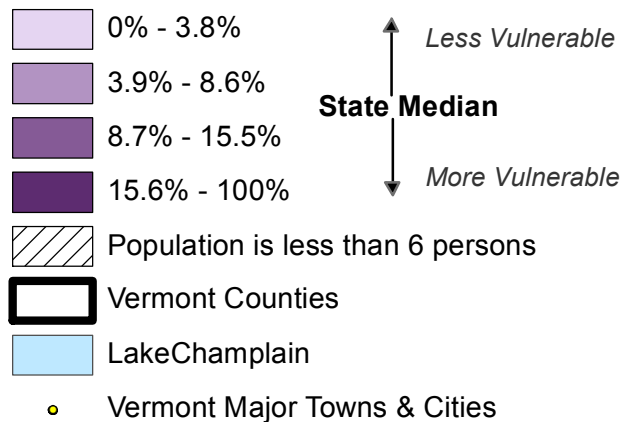 0% - 3.8%
Less Vulnerable
3.9% - 8.6%
State Median
8.7% - 15.5%
15.6% - 100%
More Vulnerable
Population is less than 6 persons
Vermont Counties
LakeChamplain
Vermont Major Towns & Cities